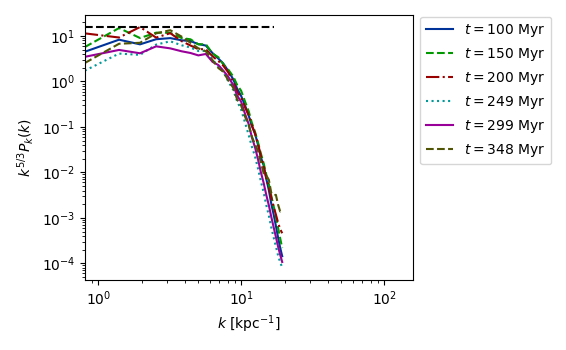 10¹
10⁰
10⁻¹
10⁻²
10⁻³
10⁻⁴
k^{5/3}P_k(k)
10⁰ 10¹ 10²
k [kpc⁻¹]
t = 100 Myr
t = 150 Myr
t = 200 Myr
t = 249 Myr
t = 299 Myr
t = 348 Myr